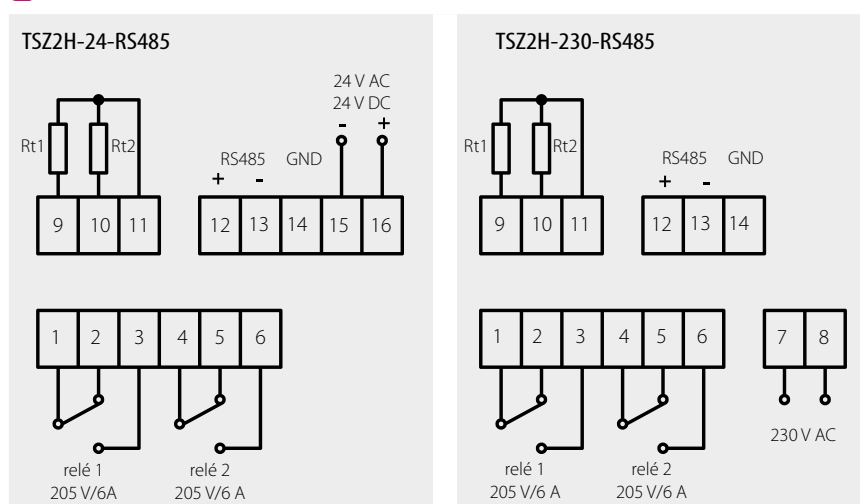 TSZ2H-24-RS485
24 V AC
24 V DC
- +
Rt1 Rt2
RS485 GND
+ -
9 10 11 12 13 14 15 16
1 2 3 4 5 6
relé 1 relé 2
205 V/6A 205 V/6 A
TSZ2H-230-RS485
Rt1 Rt2
RS485 GND
+ -
9 10 11 12 13 14
1 2 3 4 5 6 7 8
230 V AC
relé 1 relé 2
205 V/6 A 205 V/6 A